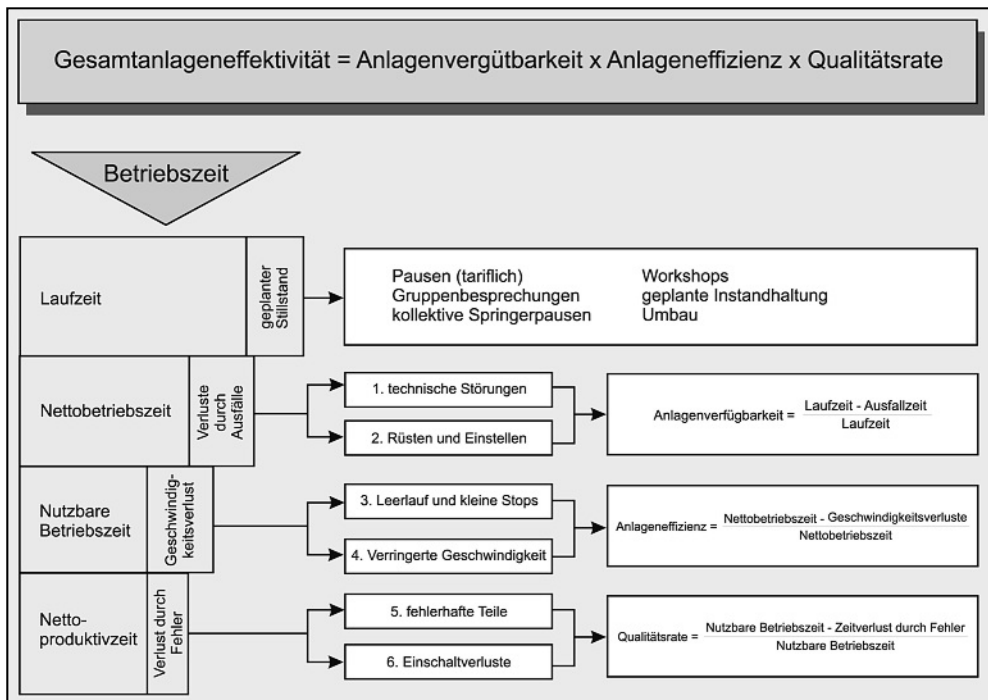 Gesamtanlageneffektivität = Anlagenvergütbarkeit x Anlageneffizienz x Qualitätsrate
Betriebszeit
Laufzeit
geplanter
Stillstand
Pausen (tariflich)
Gruppenbesprechungen
kollektive Springerpausen
Workshops
geplante Instandhaltung
Umbau
Nettobetriebszeit
Verluste
durch
Ausfälle
1. technische Störungen
2. Rüsten und Einstellen
Anlagenverfügbarkeit = Laufzeit - Ausfallzeit
Laufzeit
Nutzbare
Betriebszeit
Geschwindig-
keitsverlust
3. Leerlauf und kleine Stops
4. Verringerte Geschwindigkeit
Anlageneffizienz = Nettobetriebszeit - Geschwindigkeitsverluste
Nettobetriebszeit
Netto-
produktivzeit
Verlust durch
Fehler
5. fehlerhafte Teile
6. Einschaltverluste
Qualitätsrate = Nutzbare Betriebszeit - Zeitverlust durch Fehler
Nutzbare Betriebszeit